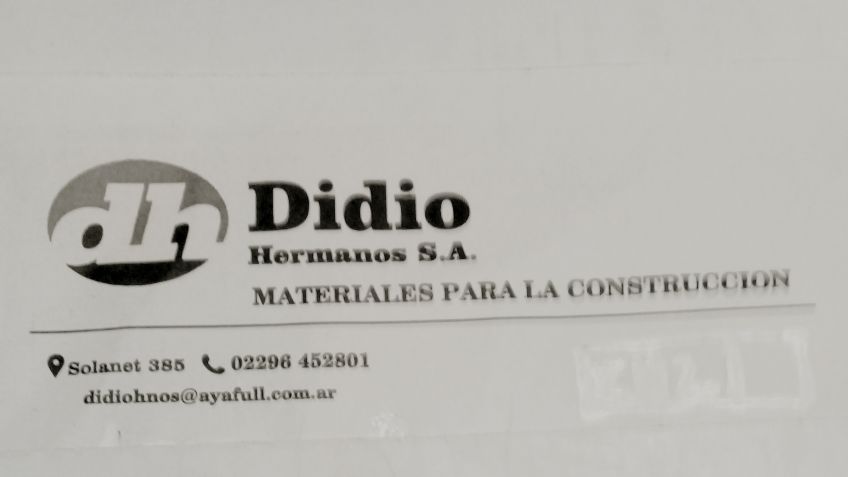 dh
Didio
Hermanos S.A.
MATERIALES PARA LA CONSTRUCCION
Solanet 385 02296 452801
didiohnos@ayafull.com.ar